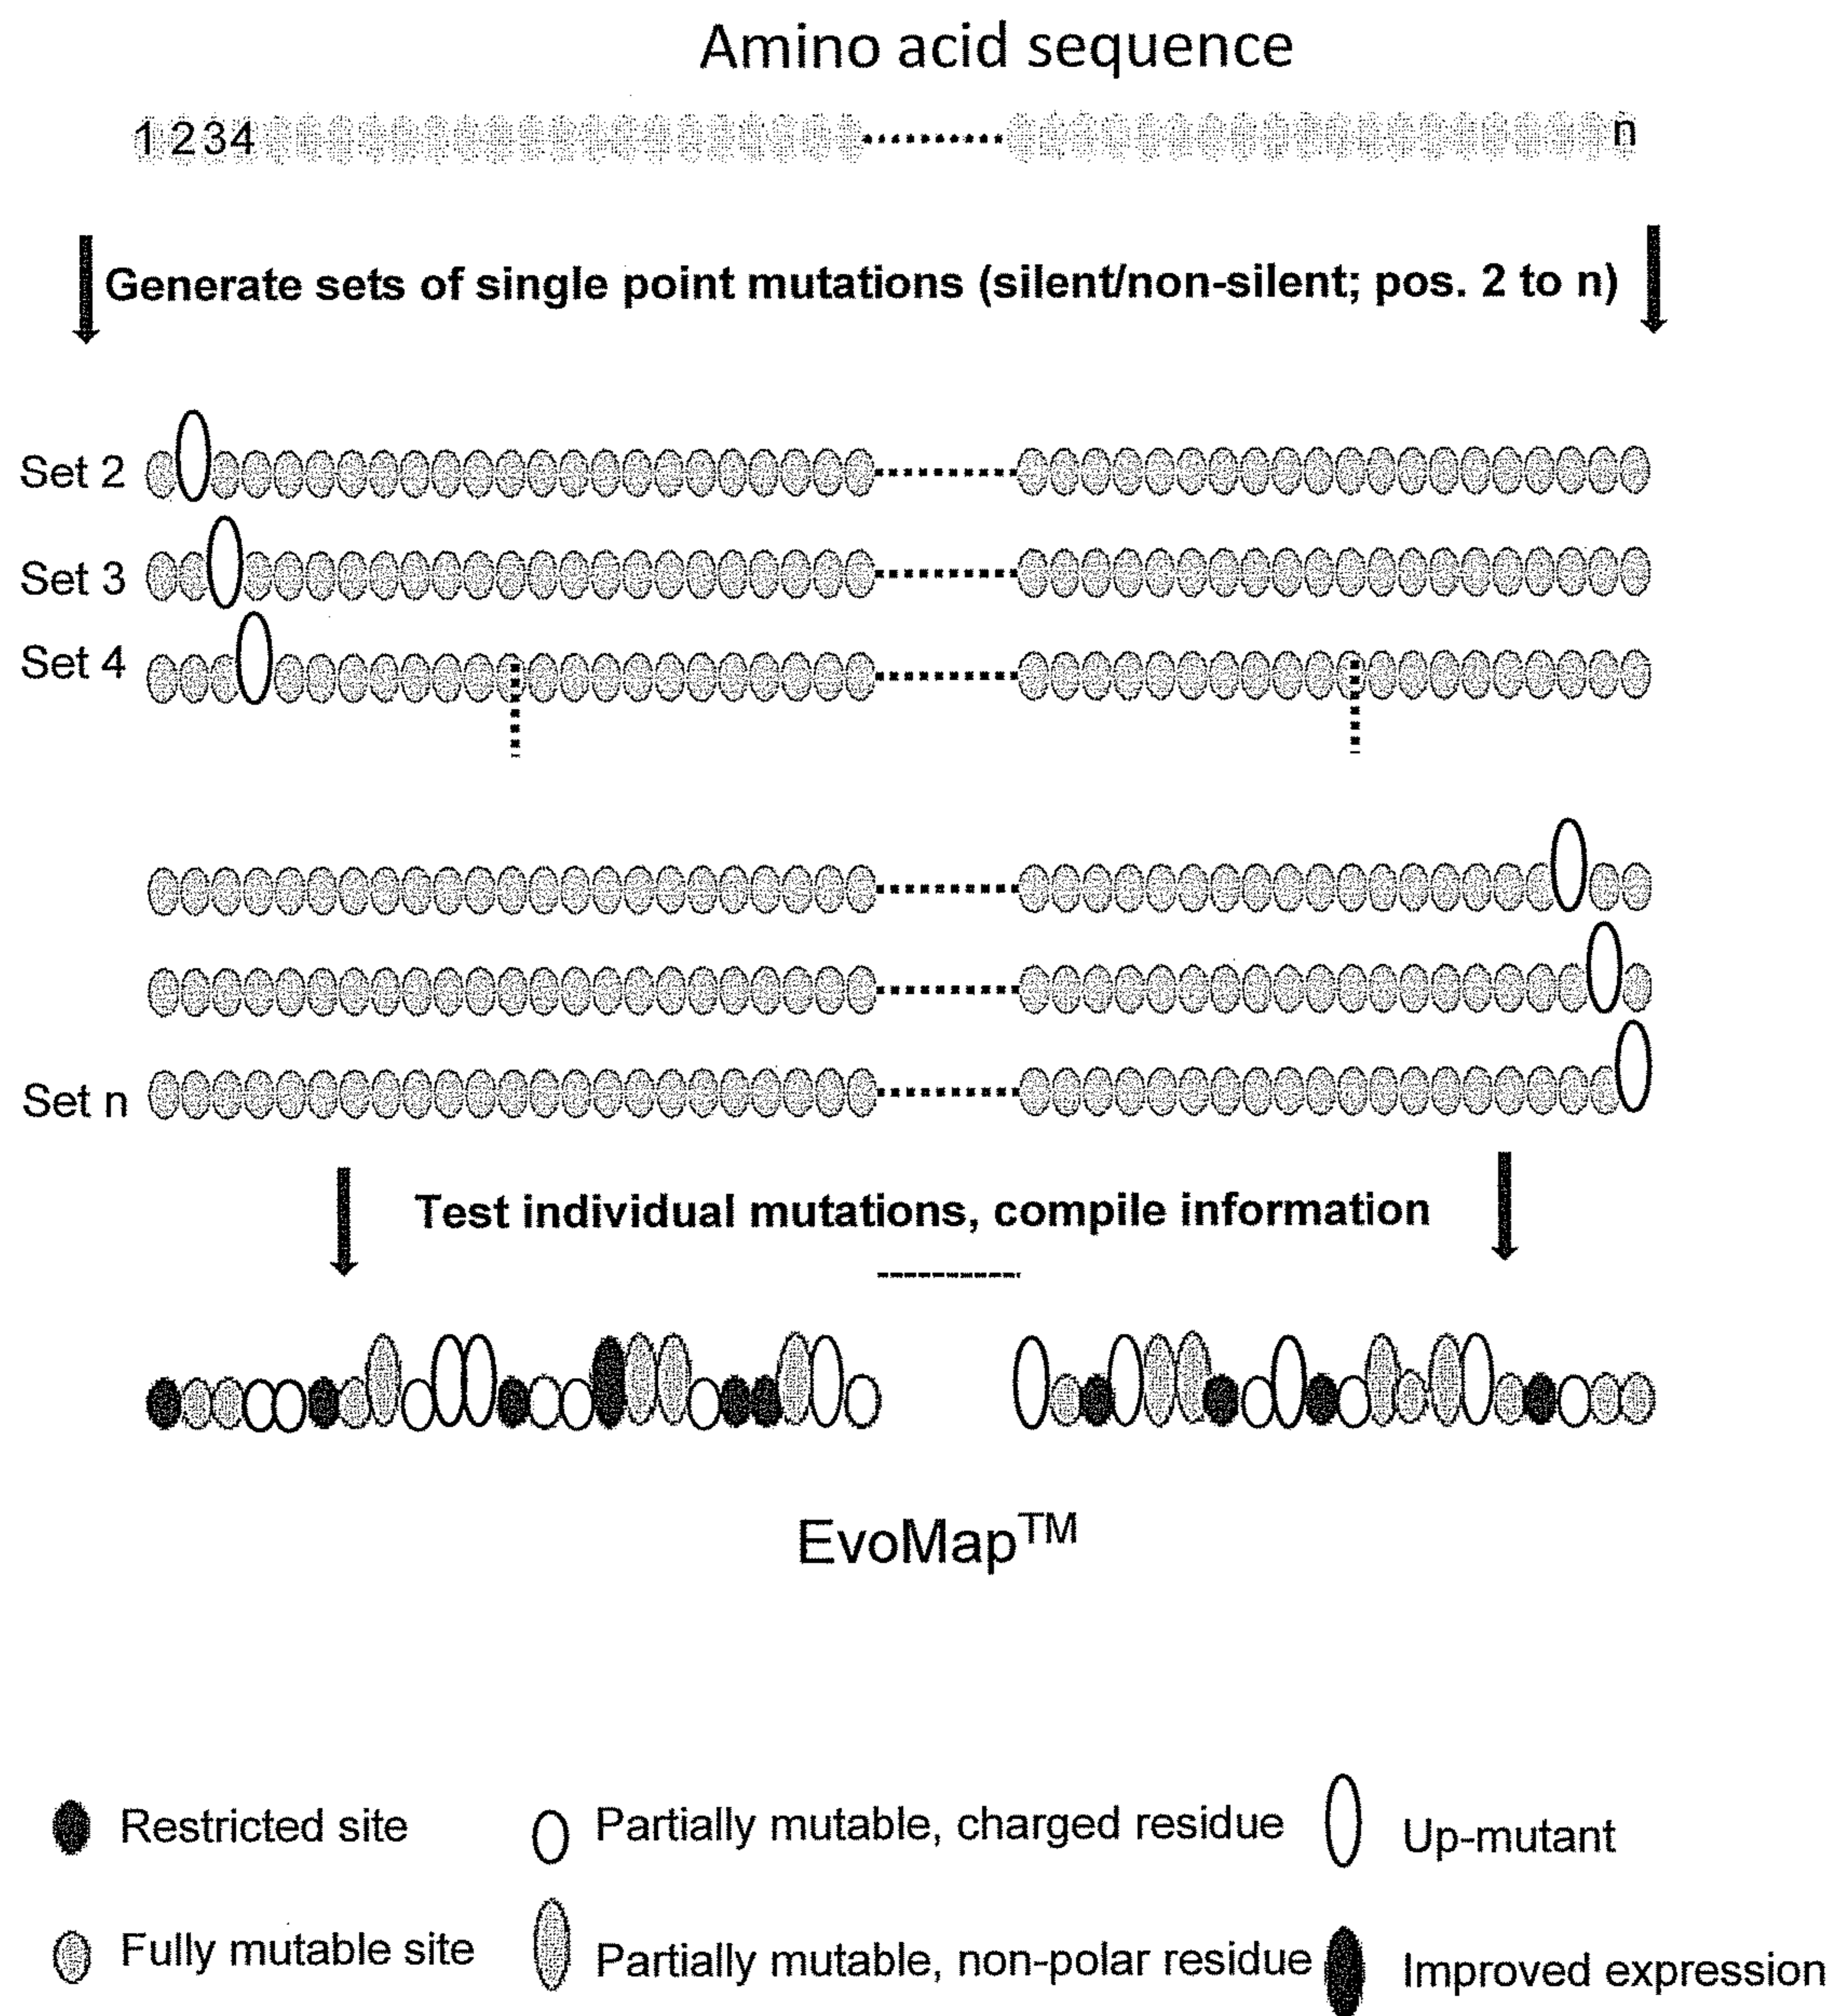 Amino acid sequence
1 2 3 4 n
Generate sets of single point mutations (silent/non-silent; pos. 2 to n)
Set 2
Set 3
Set 4
Set n
Test individual mutations, compile information
EvoMap™
Restricted site
Partially mutable, charged residue
Up-mutant
Fully mutable site
Partially mutable, non-polar residue
Improved expression